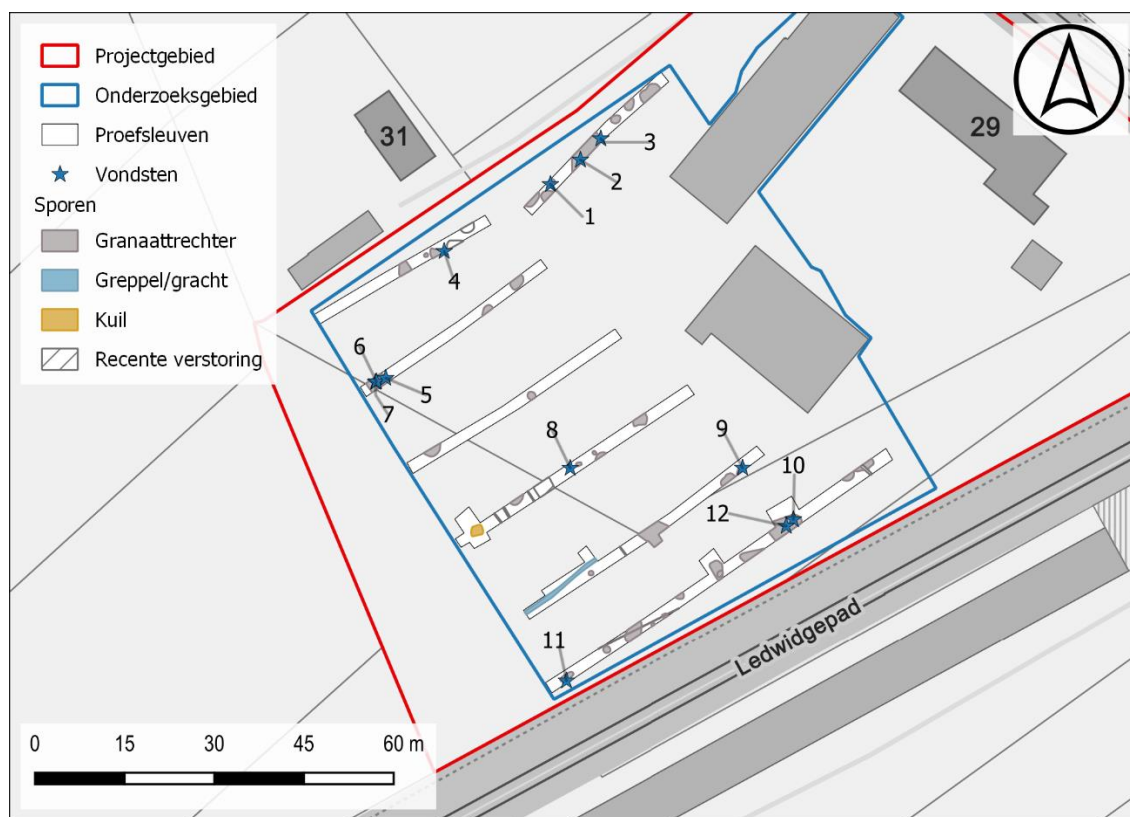 Projectgebied
Onderzoeksgebied
Proefsleuven
Vondsten
Sporen
Granaattrechter
Greppel/gracht
Kuil
Recente verstoring
31
29
3
2
1
4
6
5
7
8
9
10
12
11
Ledwidgepad
0 15 30 45 60 m